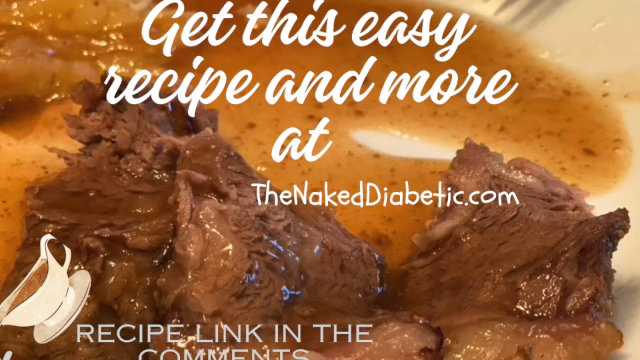 Get this easy
recipe and more
at
TheNakedDiabetic.com
RECIPE LINK IN THE
COMMENTS